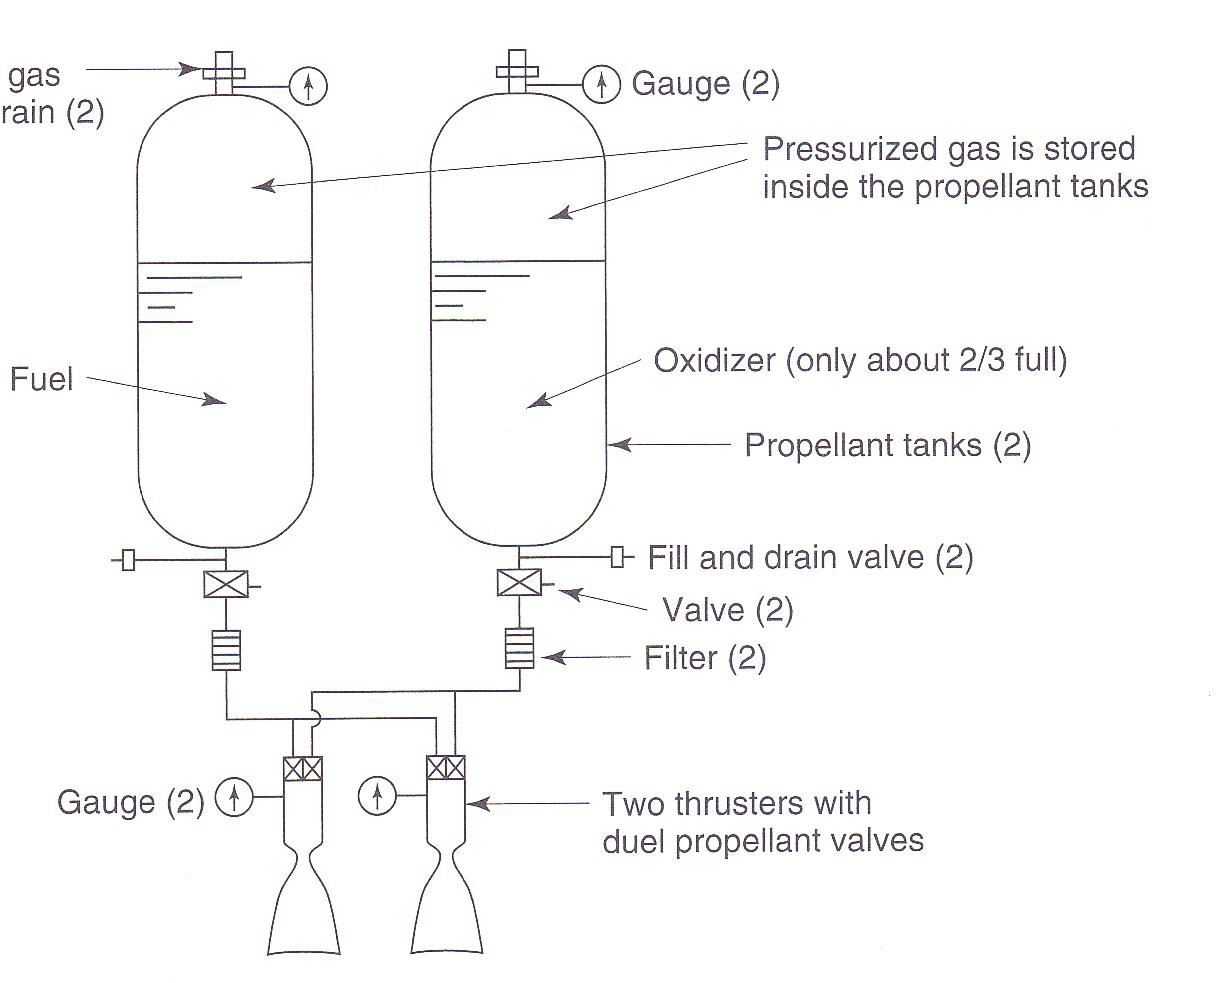 gas
rain (2)
Gauge (2)
Pressurized gas is stored
inside the propellant tanks
Fuel
Oxidizer (only about 2/3 full)
Propellant tanks (2)
Fill and drain valve (2)
Valve (2)
Filter (2)
Gauge (2)
Two thrusters with
duel propellant valves